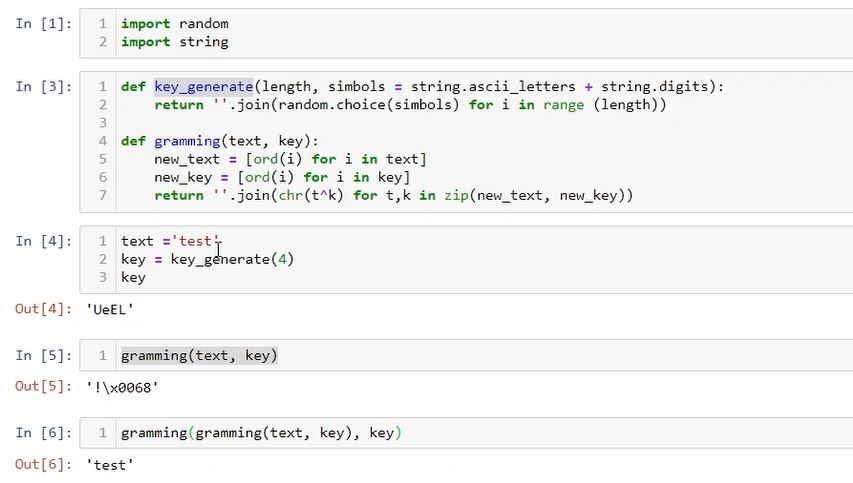 In [1]:
1 import random
2 import string
In [3]:
1 def key_generate(length, simbols = string.ascii_letters + string.digits):
2     return ''.join(random.choice(simbols) for i in range (length))
3
4 def gramming(text, key):
5     new_text = [ord(i) for i in text]
6     new_key = [ord(i) for i in key]
7     return ''.join(chr(t^k) for t,k in zip(new_text, new_key))
In [4]:
1 text ='test'
2 key = key_generate(4)
3 key
Out[4]: 'UeEL'
In [5]: 1 gramming(text, key)
Out[5]: '!\x0068'
In [6]: 1 gramming(gramming(text, key), key)
Out[6]: 'test'